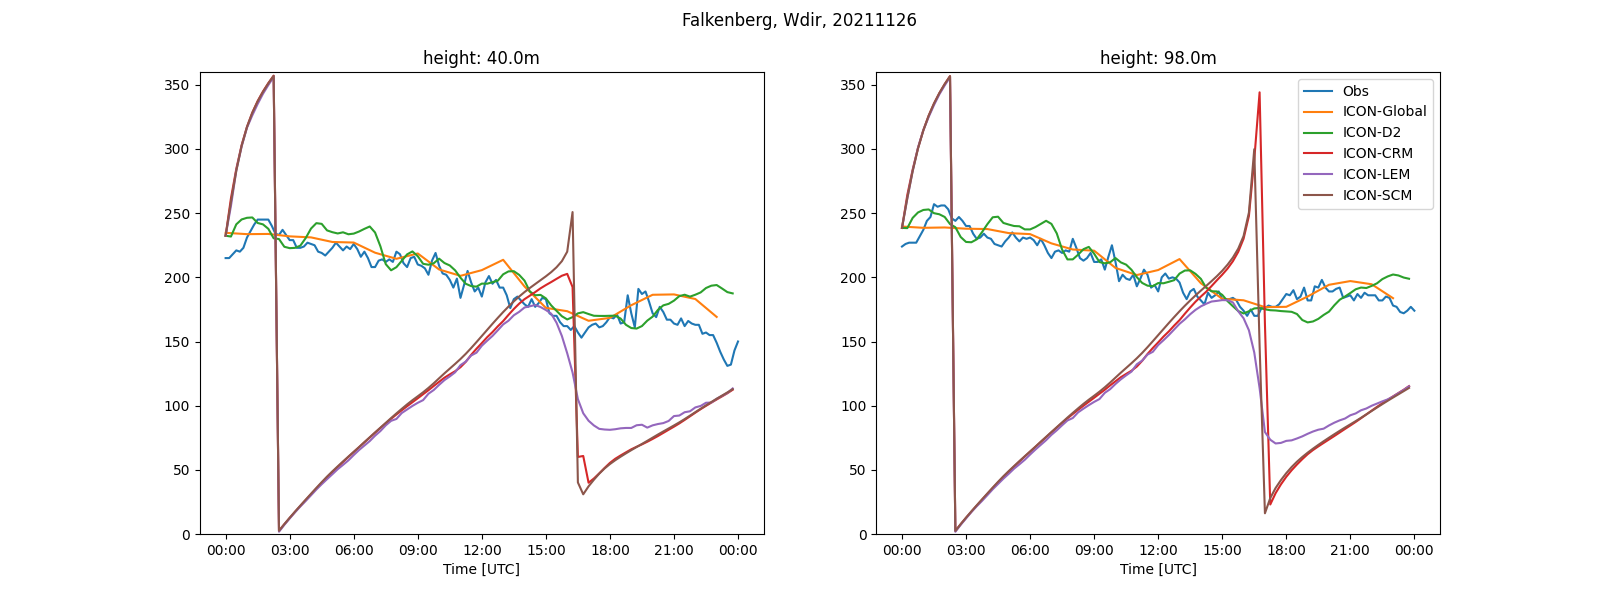 Falkenberg, Wdir, 20211126
height: 40.0m
350
300
250
200
150
100
50
0
00:00 03:00 06:00 09:00 12:00 15:00 18:00 21:00 00:00
Time [UTC]
height: 98.0m
350
300
250
200
150
100
50
0
00:00 03:00 06:00 09:00 12:00 15:00 18:00 21:00 00:00
Time [UTC]
Obs
ICON-Global
ICON-D2
ICON-CRM
ICON-LEM
ICON-SCM